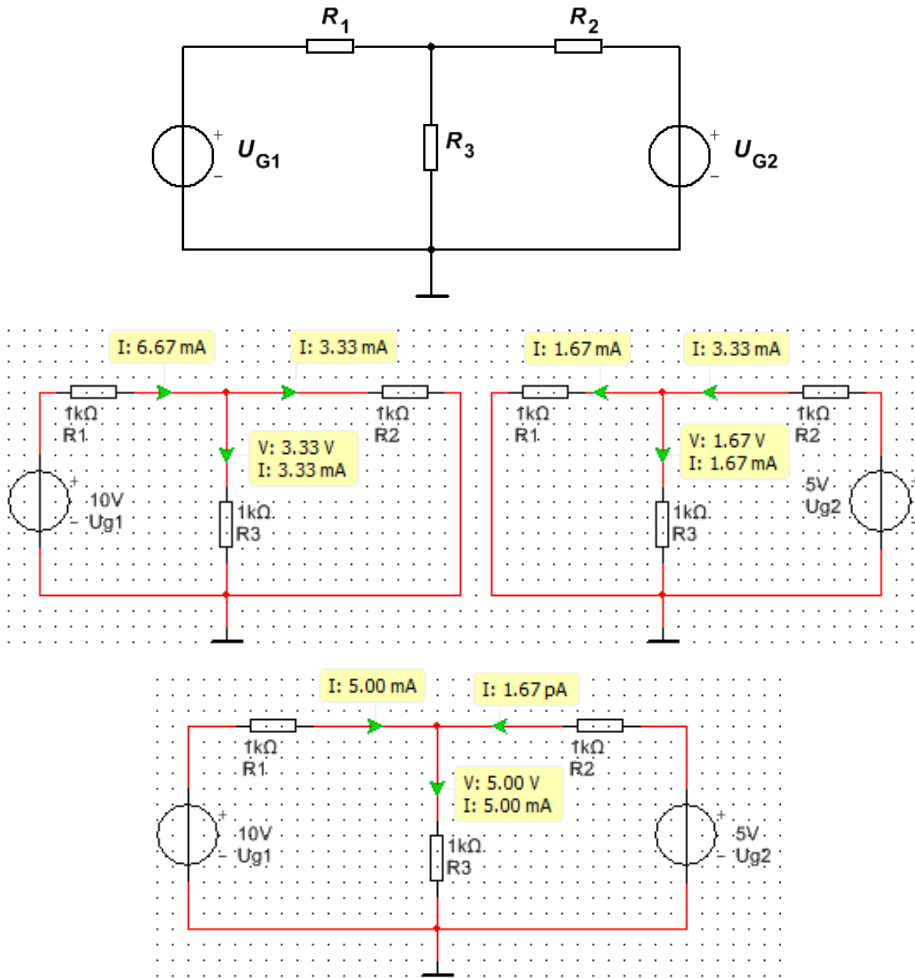 R1 R2
+ +
UG1 R3 UG2
− −
I: 6.67 mA I: 3.33 mA
1kΩ 1kΩ
R1 R2
V: 3.33 V
I: 3.33 mA
+
10V
− Ug1
1kΩ
R3
I: 1.67 mA I: 3.33 mA
1kΩ 1kΩ
R1 R2
V: 1.67 V
I: 1.67 mA
+
5V
Ug2 −
1kΩ
R3
I: 5.00 mA I: 1.67 pA
1kΩ 1kΩ
R1 R2
V: 5.00 V
I: 5.00 mA
+ +
10V 5V
− Ug1 − Ug2
1kΩ
R3